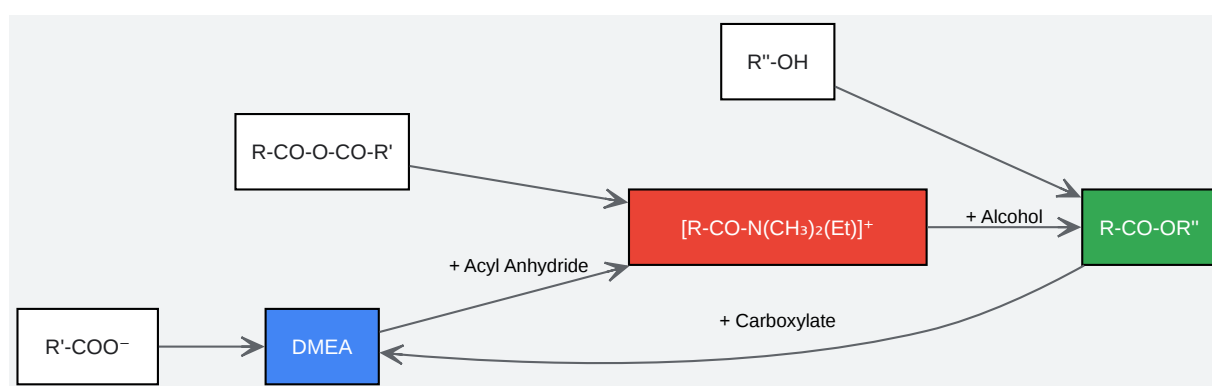 R''-OH
R-CO-O-CO-R'
[R-CO-N(CH₃)₂(Et)]⁺
+ Alcohol
R-CO-OR''
+ Acyl Anhydride
+ Carboxylate
R'-COO⁻
DMEA